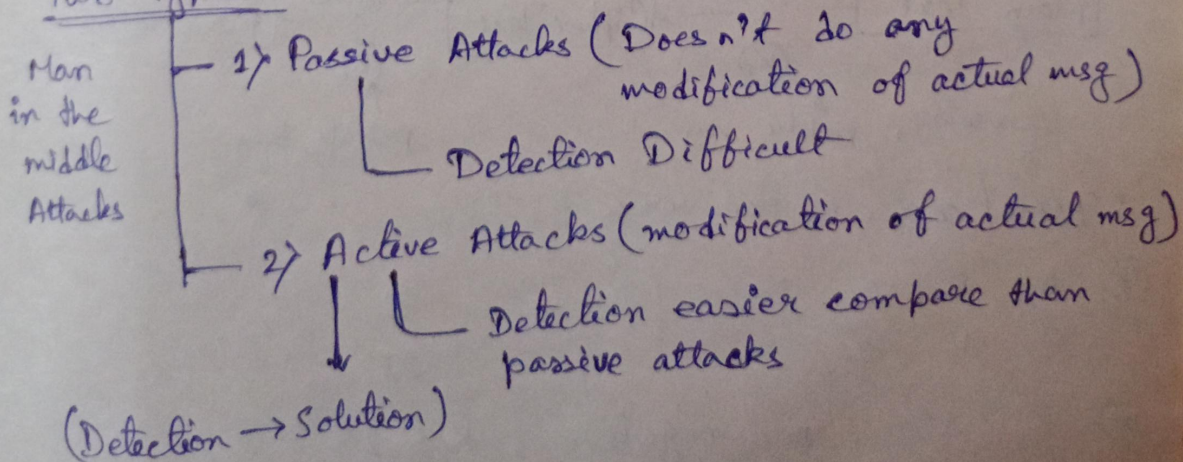 Man
in the
middle
Attacks
1) Passive Attacks (Doesn't do any
modification of actual msg)
Detection Difficult
2) Active Attacks (modification of actual msg)
Detection easier compare than
passive attacks
(Detection → Solution)